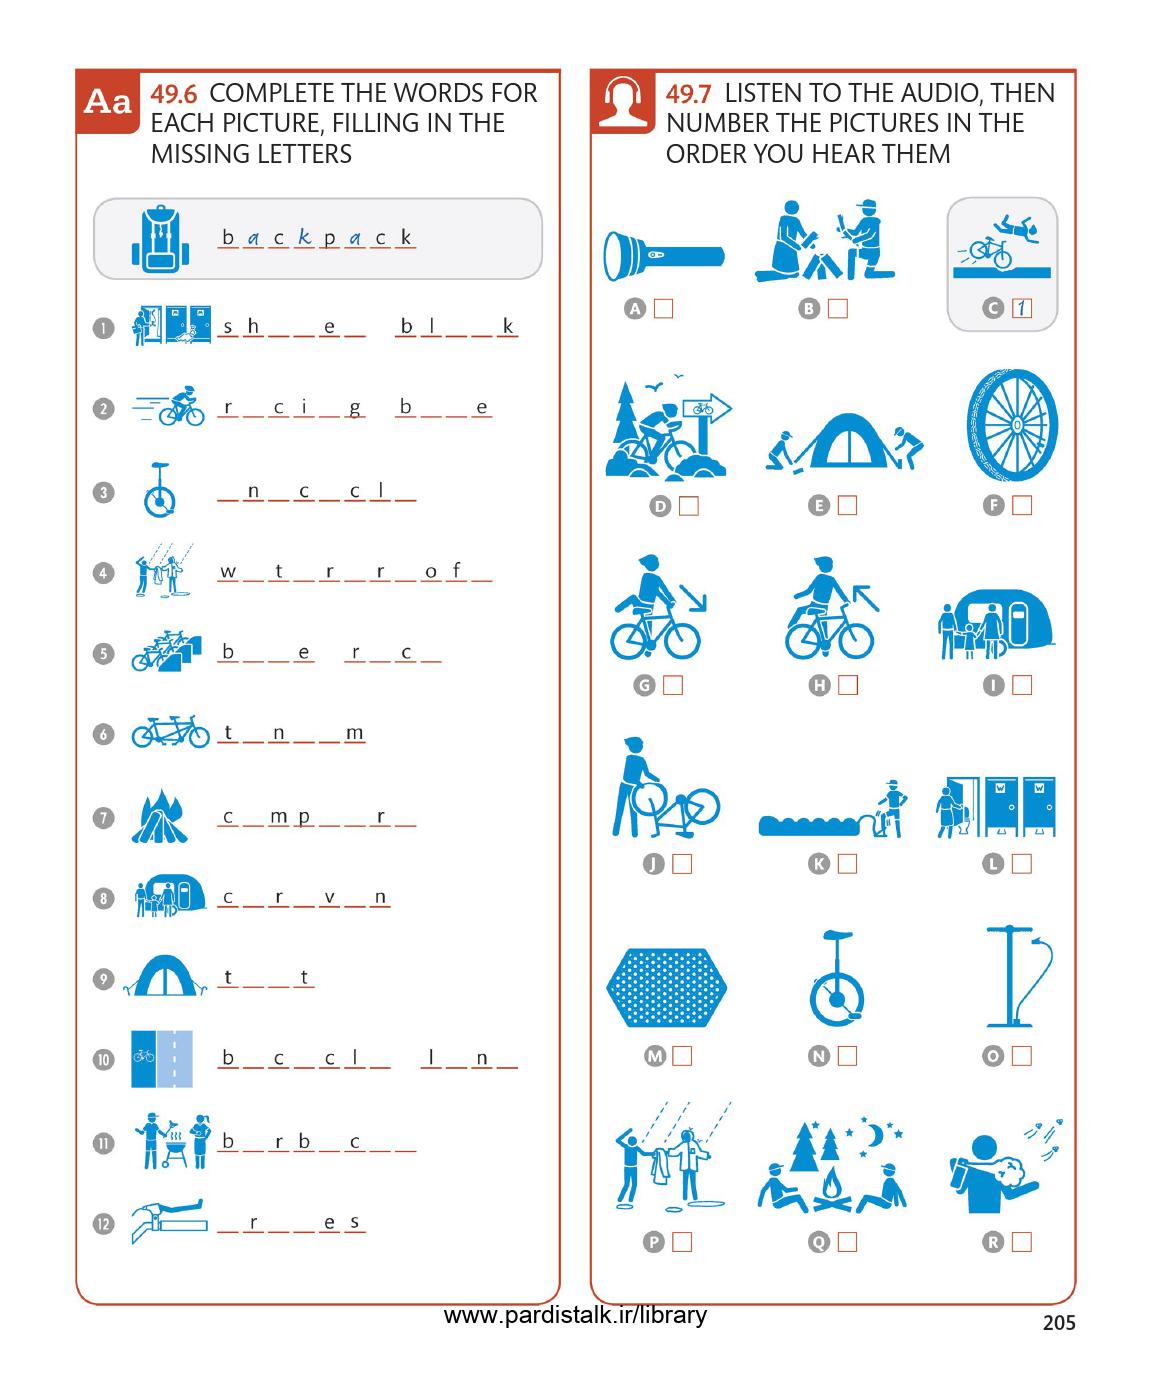 Aa
49.6 COMPLETE THE WORDS FOR
EACH PICTURE, FILLING IN THE
MISSING LETTERS
b a c k p a c k
1 s h _ _ e _ b l _ _ k
2 r _ c i _ g b _ _ e
3 _ n _ c _ c l _
4 w _ t _ r _ r _ o f _
5 b _ _ e r _ c _
6 t _ n _ _ m
7 c _ m p _ _ r _
8 c _ r _ v _ n
9 t _ _ t
10 b _ c _ c l _ l _ n _
11 b _ r b _ c _ _
12 _ r _ _ e s
49.7 LISTEN TO THE AUDIO, THEN
NUMBER THE PICTURES IN THE
ORDER YOU HEAR THEM
A
B
C 1
D
E
F
G
H
I
J
K
W W
L
M
N
O
P
Q
R
www.pardistalk.ir/library
205